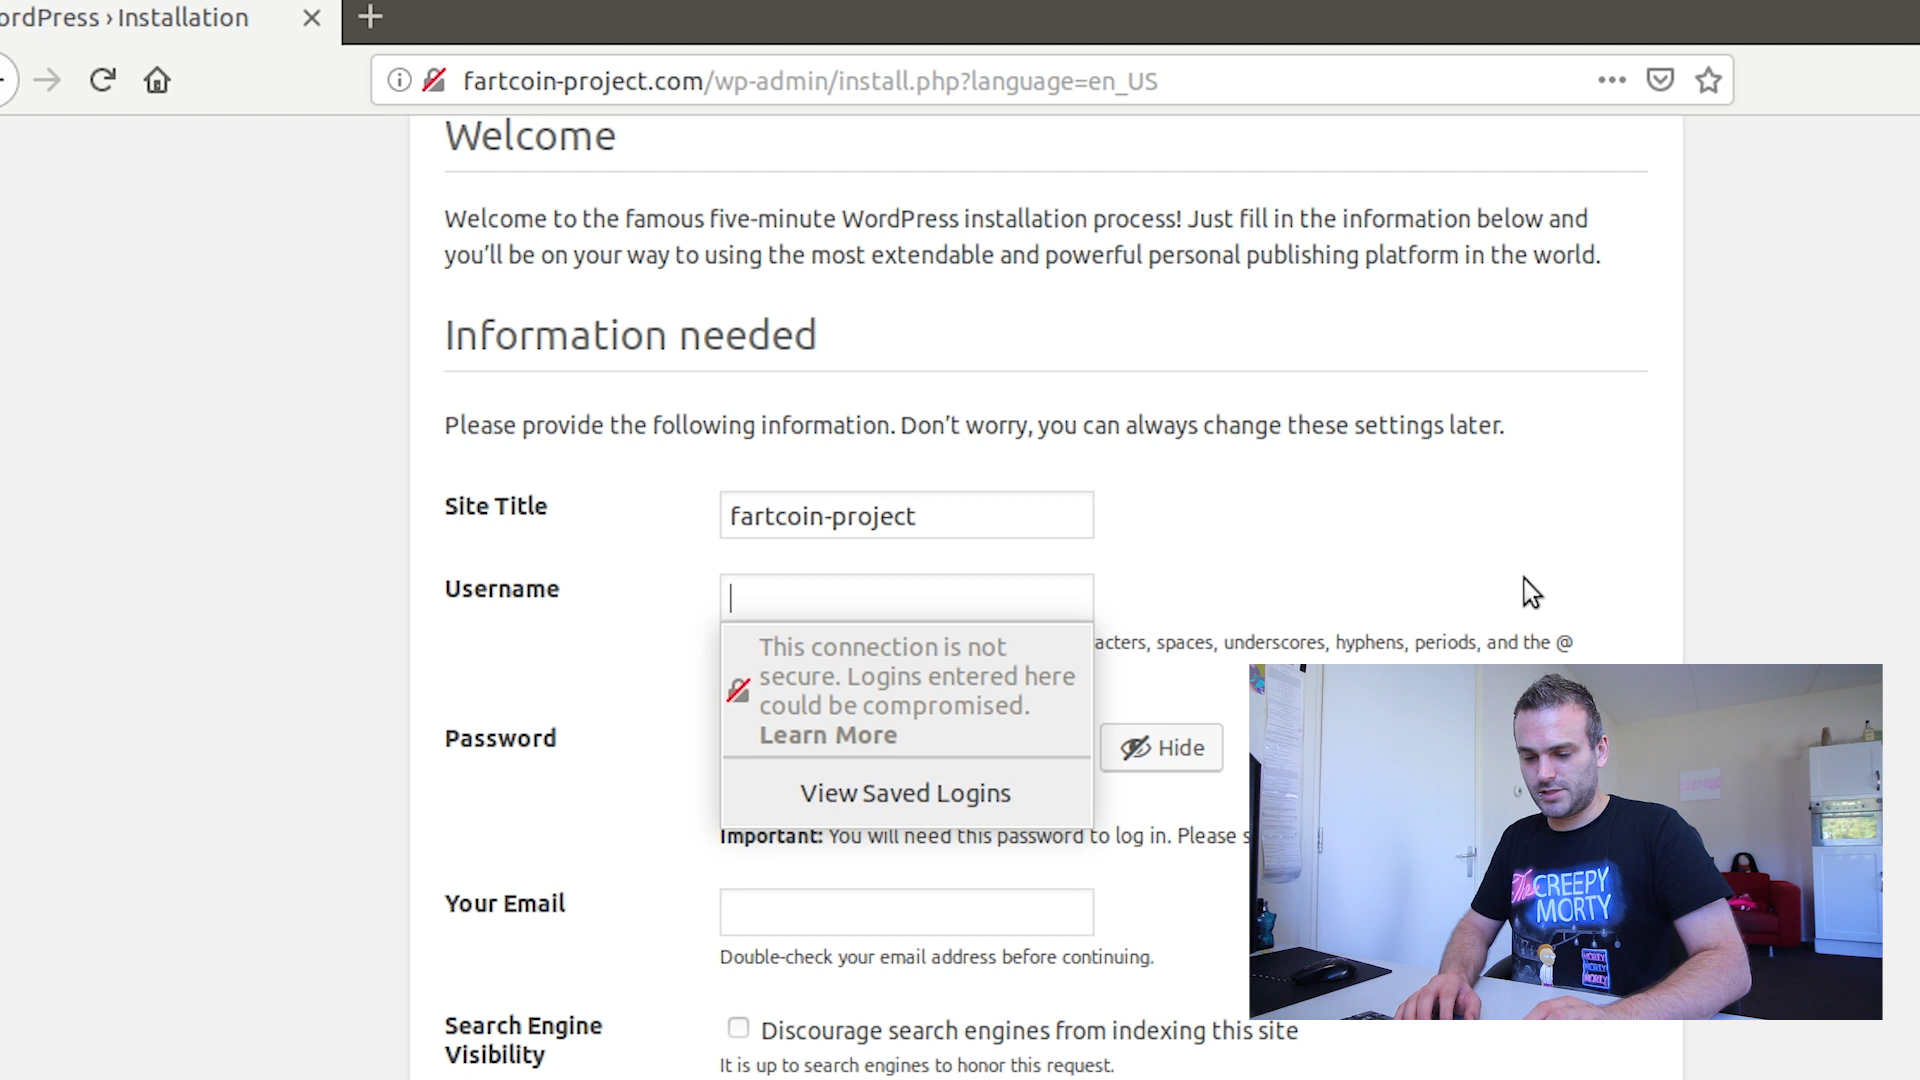 ordPress › Installation
fartcoin-project.com/wp-admin/install.php?language=en_US
Welcome
Welcome to the famous five-minute WordPress installation process! Just fill in the information below and
you’ll be on your way to using the most extendable and powerful personal publishing platform in the world.
Information needed
Please provide the following information. Don’t worry, you can always change these settings later.
Site Title
fartcoin-project
Username
This connection is not
secure. Logins entered here
could be compromised.
Learn More
View Saved Logins
acters, spaces, underscores, hyphens, periods, and the @
Password
Hide
Important: You will need this password to log in. Please s
Your Email
Double-check your email address before continuing.
Search Engine
Visibility
Discourage search engines from indexing this site
It is up to search engines to honor this request.
The CREEPY
MORTY
MORTY
MORTY
MORTY